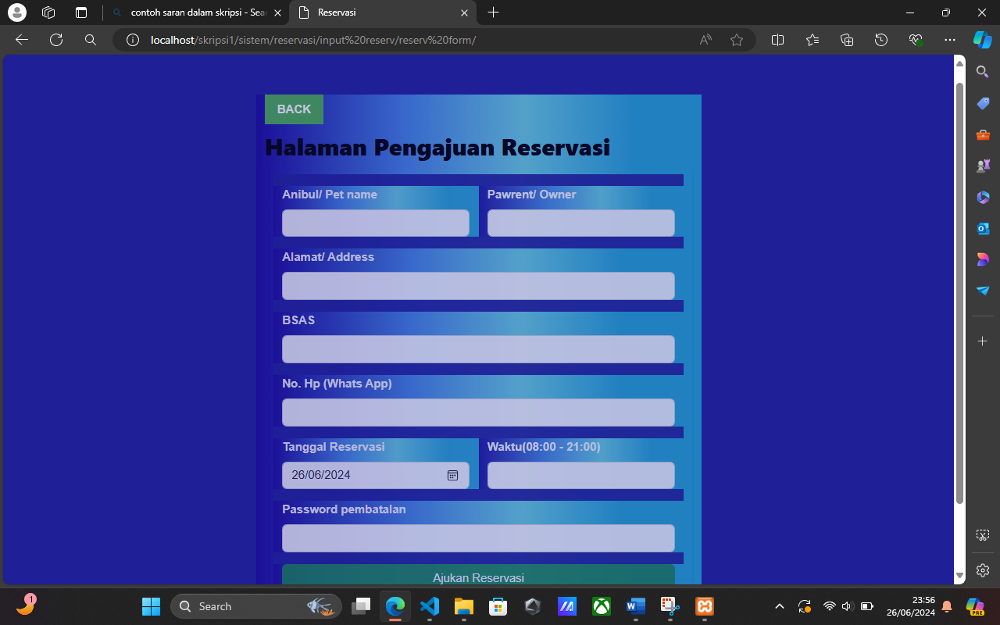 contoh saran dalam skripsi - Sear
Reservasi
localhost/skripsi1/sistem/reservasi/input%20reserv/reserv%20form/
BACK
Halaman Pengajuan Reservasi
Anibul/ Pet name
Pawrent/ Owner
Alamat/ Address
BSAS
No. Hp (Whats App)
Tanggal Reservasi
Waktu(08:00 - 21:00)
26/06/2024
Password pembatalan
Ajukan Reservasi
1
Search
23:56
26/06/2024
PRE